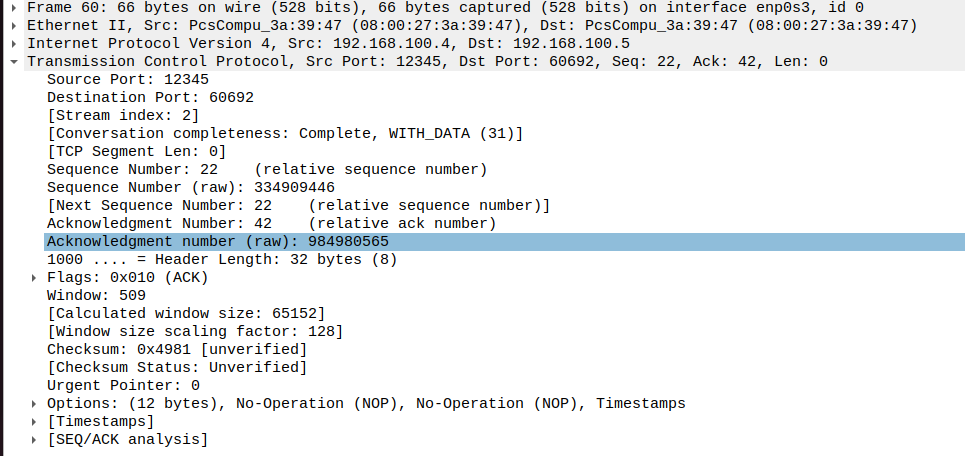 Frame 60: 66 bytes on wire (528 bits), 66 bytes captured (528 bits) on interface enp0s3, id 0
Ethernet II, Src: PcsCompu_3a:39:47 (08:00:27:3a:39:47), Dst: PcsCompu_3a:39:47 (08:00:27:3a:39:47)
Internet Protocol Version 4, Src: 192.168.100.4, Dst: 192.168.100.5
Transmission Control Protocol, Src Port: 12345, Dst Port: 60692, Seq: 22, Ack: 42, Len: 0
Source Port: 12345
Destination Port: 60692
[Stream index: 2]
[Conversation completeness: Complete, WITH_DATA (31)]
[TCP Segment Len: 0]
Sequence Number: 22    (relative sequence number)
Sequence Number (raw): 334909446
[Next Sequence Number: 22    (relative sequence number)]
Acknowledgment Number: 42    (relative ack number)
Acknowledgment number (raw): 984980565
1000 .... = Header Length: 32 bytes (8)
Flags: 0x010 (ACK)
Window: 509
[Calculated window size: 65152]
[Window size scaling factor: 128]
Checksum: 0x4981 [unverified]
[Checksum Status: Unverified]
Urgent Pointer: 0
Options: (12 bytes), No-Operation (NOP), No-Operation (NOP), Timestamps
[Timestamps]
[SEQ/ACK analysis]